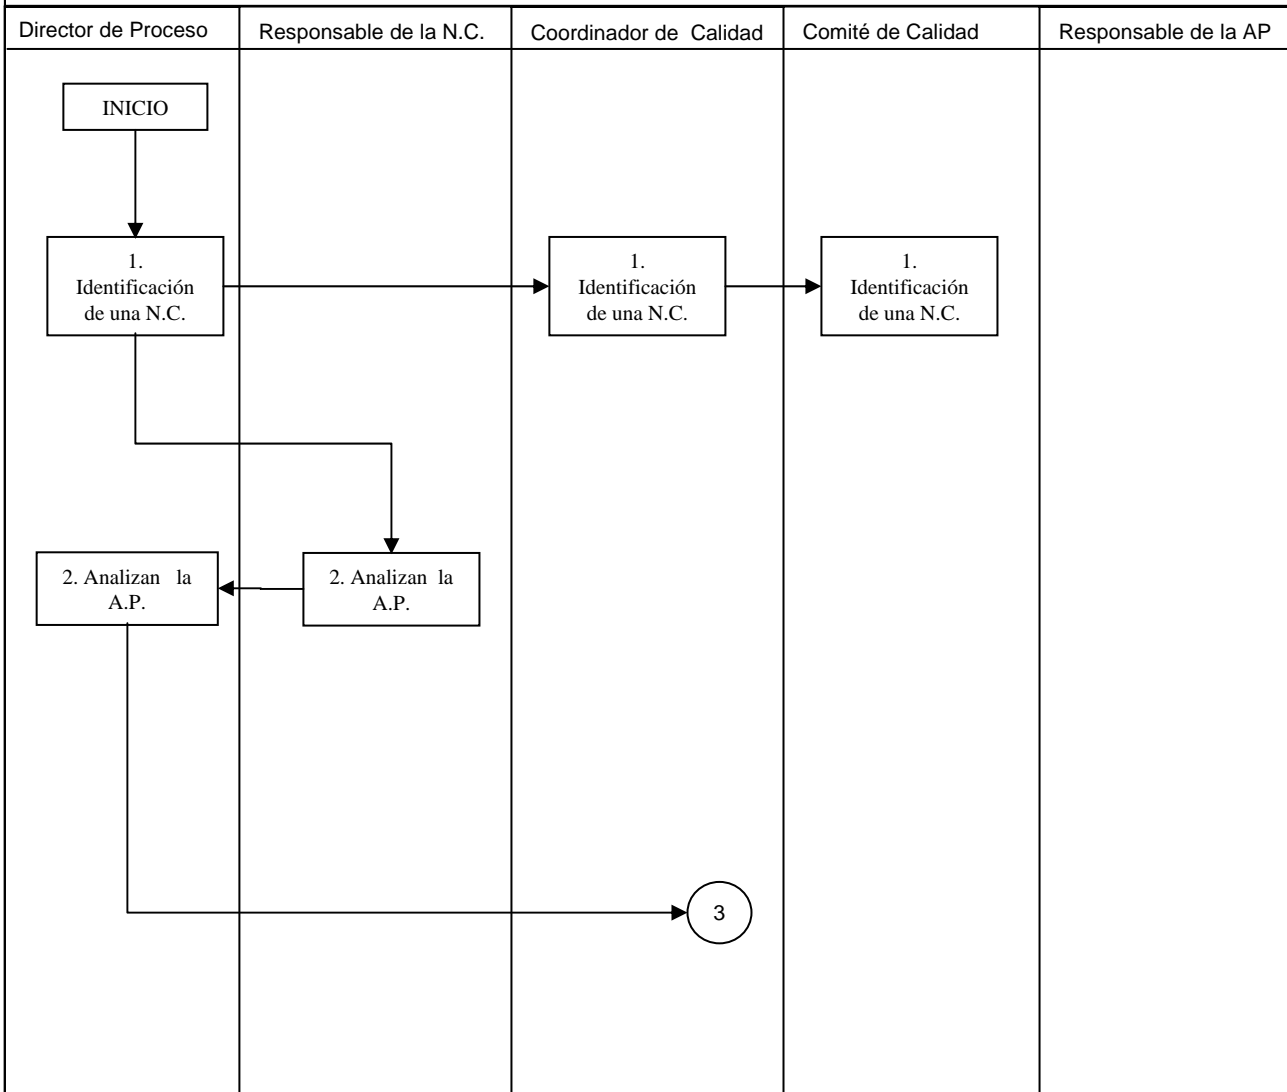 Director de Proceso
Responsable de la N.C.
Coordinador de Calidad
Comité de Calidad
Responsable de la AP
INICIO
1.
Identificación
de una N.C.
1.
Identificación
de una N.C.
1.
Identificación
de una N.C.
2. Analizan la
A.P.
2. Analizan la
A.P.
3